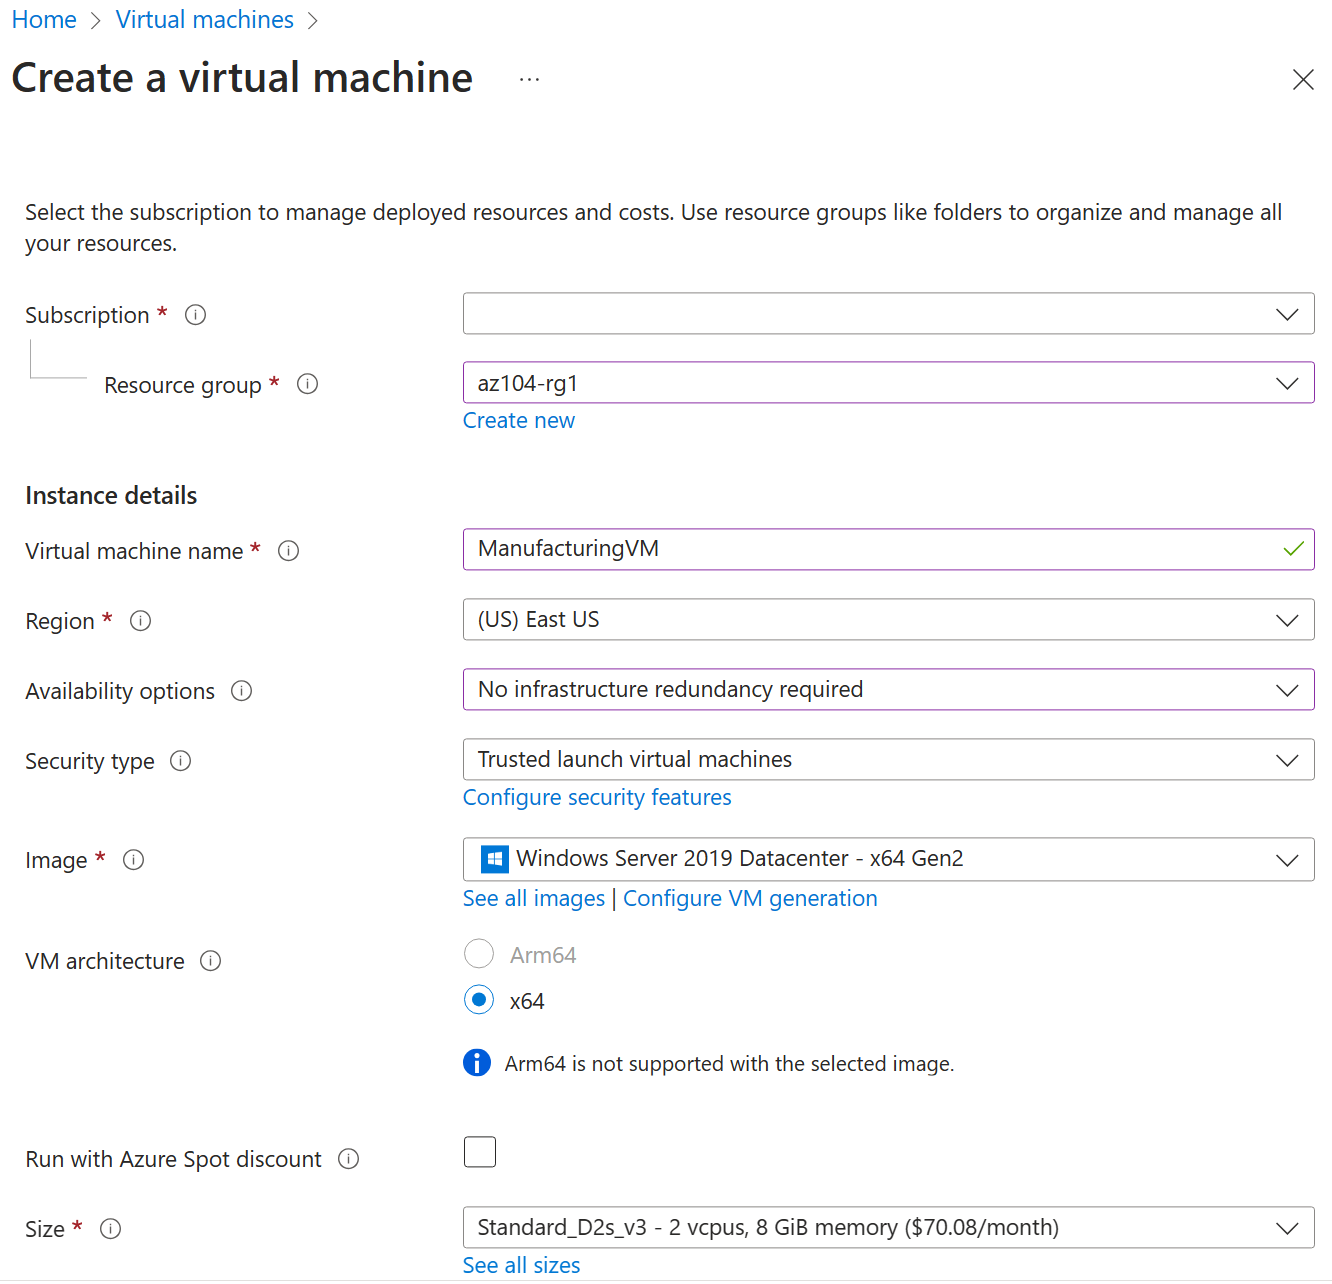 Home > Virtual machines >
Create a virtual machine ...
Select the subscription to manage deployed resources and costs. Use resource groups like folders to organize and manage all
your resources.
Subscription *
Resource group * az104-rg1
Create new
Instance details
Virtual machine name * ManufacturingVM
Region * (US) East US
Availability options No infrastructure redundancy required
Security type Trusted launch virtual machines
Configure security features
Image * Windows Server 2019 Datacenter - x64 Gen2
See all images | Configure VM generation
VM architecture Arm64
x64
Arm64 is not supported with the selected image.
Run with Azure Spot discount
Size * Standard_D2s_v3 - 2 vcpus, 8 GiB memory ($70.08/month)
See all sizes